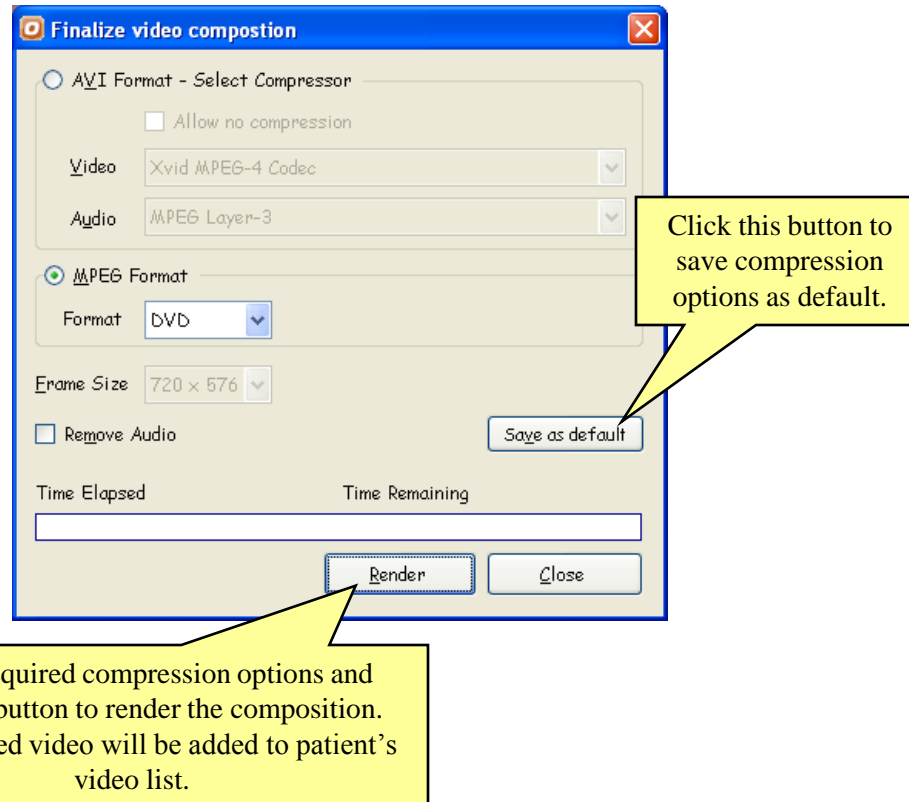 Finalize video compostion
AVI Format - Select Compressor
Allow no compression
Video Xvid MPEG-4 Codec
Audio MPEG Layer-3
MPEG Format
Format DVD
Frame Size 720 x 576
Remove Audio Save as default
Time Elapsed Time Remaining
Render Close
Click this button to
save compression
options as default.
compression options and
button to render the composition.
video will be added to patient’s
video list.